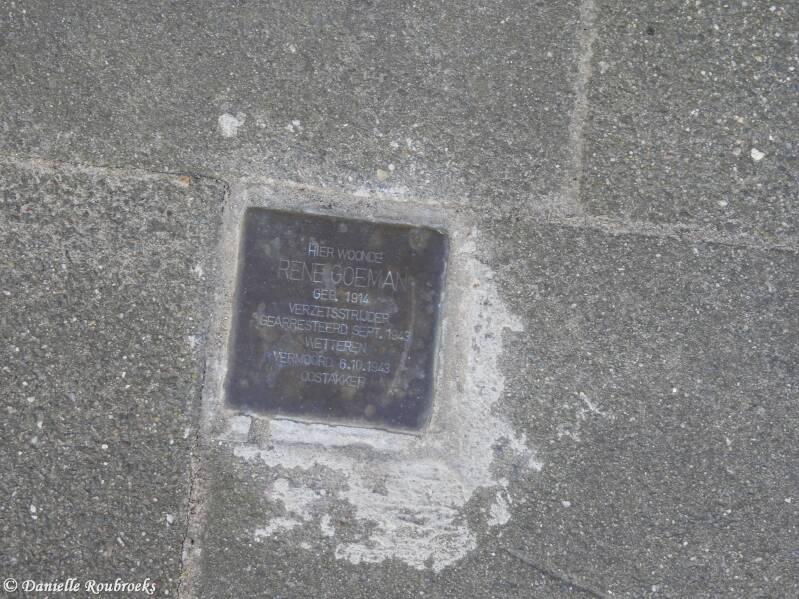 HIER WOONDE
RENE GOEMAN
GEB. 1914
VERZETSSTRIJDER
GEARRESTEERD SEPT. 1943
WETTEREN
VERMOORD 6.10.1943
OOSTAKKER
© Danielle Roubroeks